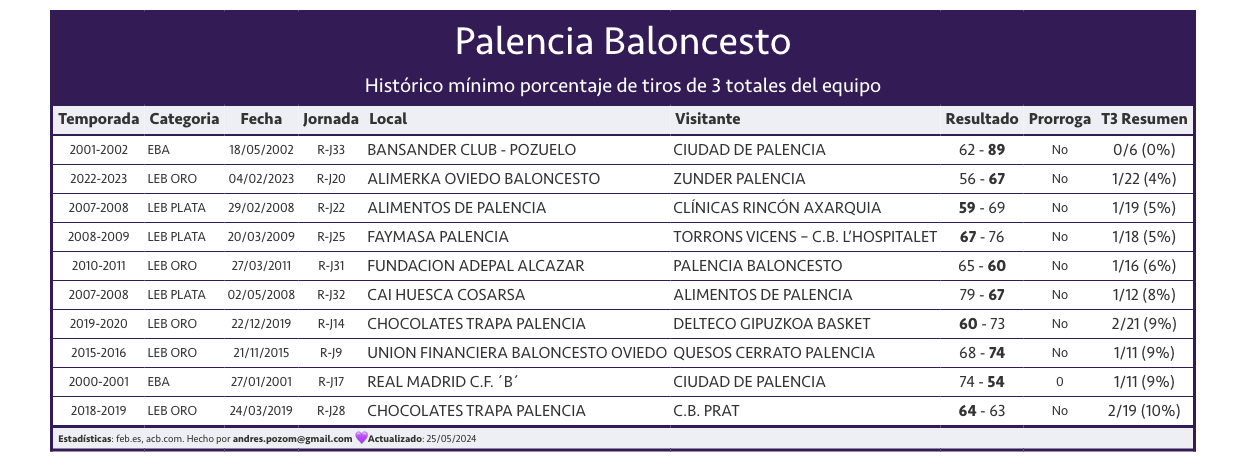 Palencia Baloncesto
Histórico mínimo porcentaje de tiros de 3 totales del equipo
Temporada Categoria Fecha Jornada Local Visitante Resultado Prorroga T3 Resumen
2001-2002 EBA 18/05/2002 R-J33 BANSANDER CLUB - POZUELO CIUDAD DE PALENCIA 62 - 89 No 0/6 (0%)
2022-2023 LEB ORO 04/02/2023 R-J20 ALIMERKA OVIEDO BALONCESTO ZUNDER PALENCIA 56 - 67 No 1/22 (4%)
2007-2008 LEB PLATA 29/02/2008 R-J22 ALIMENTOS DE PALENCIA CLÍNICAS RINCÓN AXARQUIA 59 - 69 No 1/19 (5%)
2008-2009 LEB PLATA 20/03/2009 R-J25 FAYMASA PALENCIA TORRONS VICENS – C.B. L'HOSPITALET 67 - 76 No 1/18 (5%)
2010-2011 LEB ORO 27/03/2011 R-J31 FUNDACION ADEPAL ALCAZAR PALENCIA BALONCESTO 65 - 60 No 1/16 (6%)
2007-2008 LEB PLATA 02/05/2008 R-J32 CAI HUESCA COSARSA ALIMENTOS DE PALENCIA 79 - 67 No 1/12 (8%)
2019-2020 LEB ORO 22/12/2019 R-J14 CHOCOLATES TRAPA PALENCIA DELTECO GIPUZKOA BASKET 60 - 73 No 2/21 (9%)
2015-2016 LEB ORO 21/11/2015 R-J9 UNION FINANCIERA BALONCESTO OVIEDO QUESOS CERRATO PALENCIA 68 - 74 No 1/11 (9%)
2000-2001 EBA 27/01/2001 R-J17 REAL MADRID C.F. ´B´ CIUDAD DE PALENCIA 74 - 54 0 1/11 (9%)
2018-2019 LEB ORO 24/03/2019 R-J28 CHOCOLATES TRAPA PALENCIA C.B. PRAT 64 - 63 No 2/19 (10%)
Estadísticas: feb.es, acb.com. Hecho por andres.pozom@gmail.com 💜Actualizado: 25/05/2024